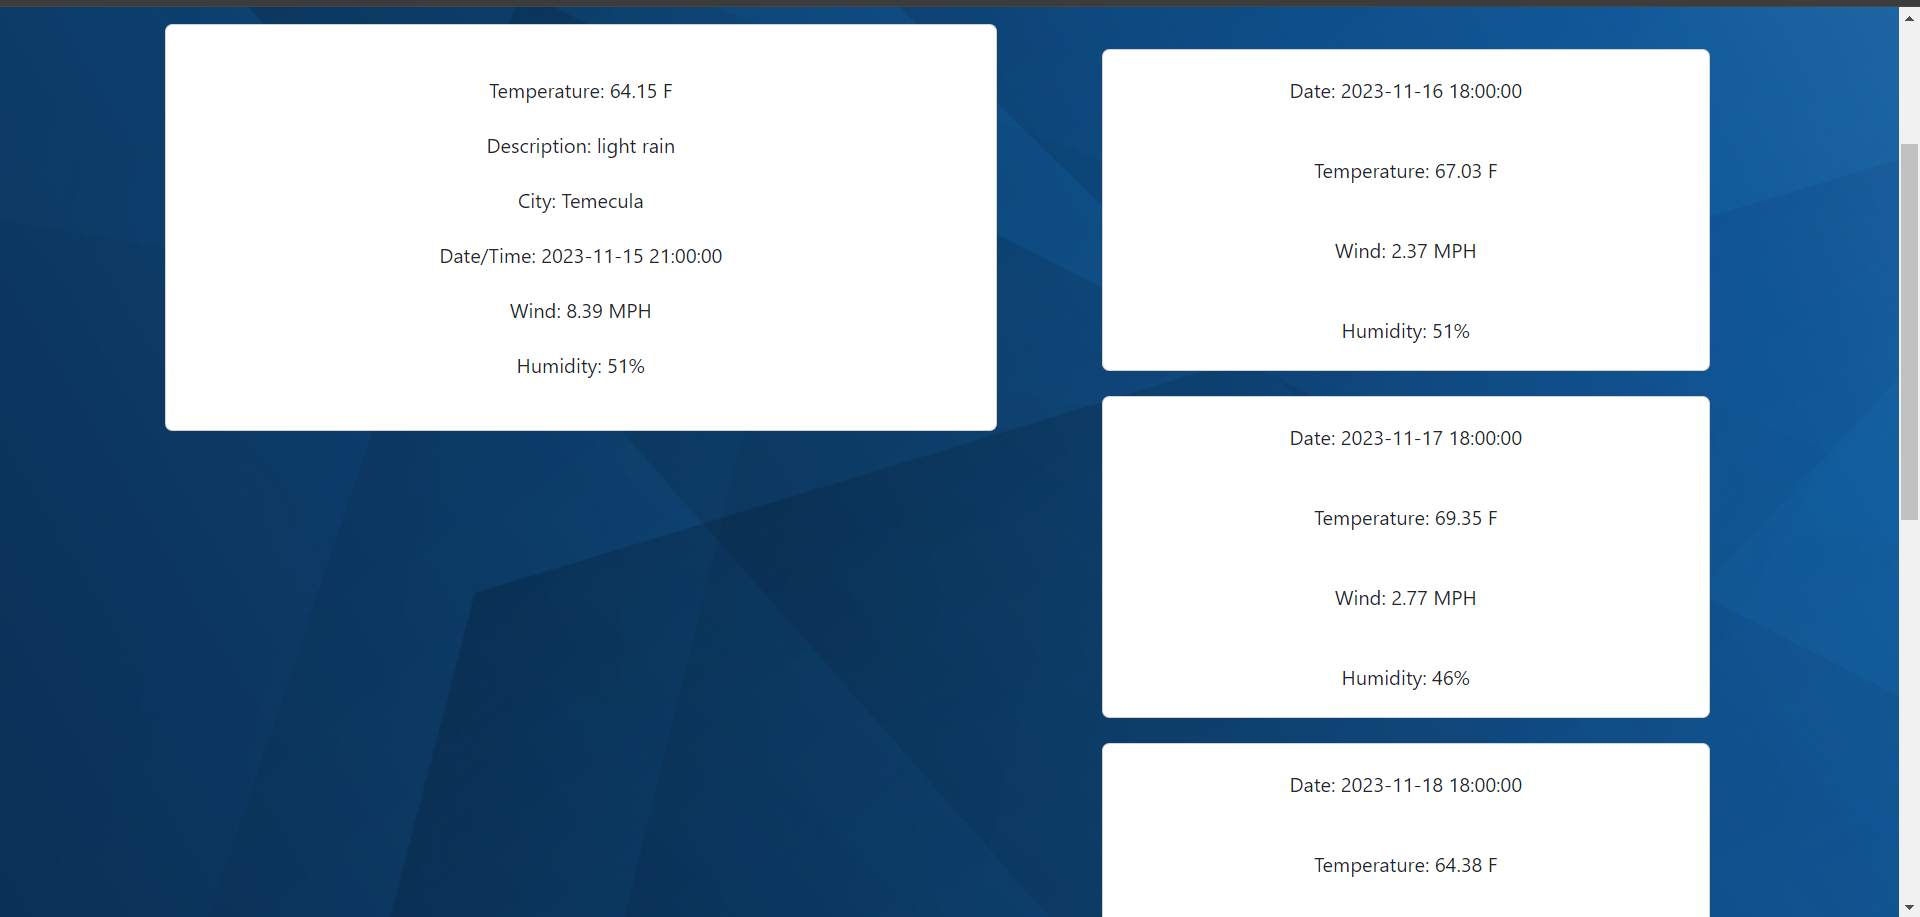 Temperature: 64.15 F
Description: light rain
City: Temecula
Date/Time: 2023-11-15 21:00:00
Wind: 8.39 MPH
Humidity: 51%
Date: 2023-11-16 18:00:00
Temperature: 67.03 F
Wind: 2.37 MPH
Humidity: 51%
Date: 2023-11-17 18:00:00
Temperature: 69.35 F
Wind: 2.77 MPH
Humidity: 46%
Date: 2023-11-18 18:00:00
Temperature: 64.38 F